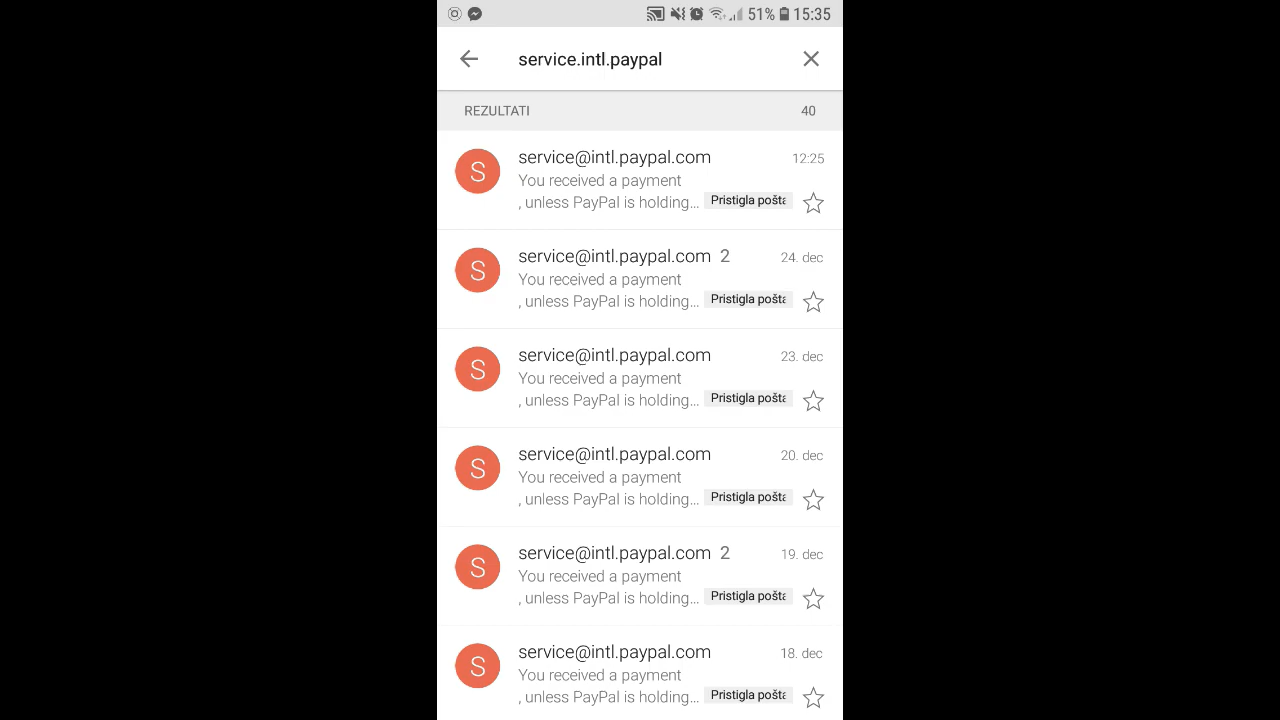 51% 15:35
service.intl.paypal
REZULTATI 40
S service@intl.paypal.com 12:25
You received a payment
, unless PayPal is holding... Pristigla pošta
S service@intl.paypal.com 2 24. dec
You received a payment
, unless PayPal is holding... Pristigla pošta
S service@intl.paypal.com 23. dec
You received a payment
, unless PayPal is holding... Pristigla pošta
S service@intl.paypal.com 20. dec
You received a payment
, unless PayPal is holding... Pristigla pošta
S service@intl.paypal.com 2 19. dec
You received a payment
, unless PayPal is holding... Pristigla pošta
S service@intl.paypal.com 18. dec
You received a payment
, unless PayPal is holding... Pristigla pošta